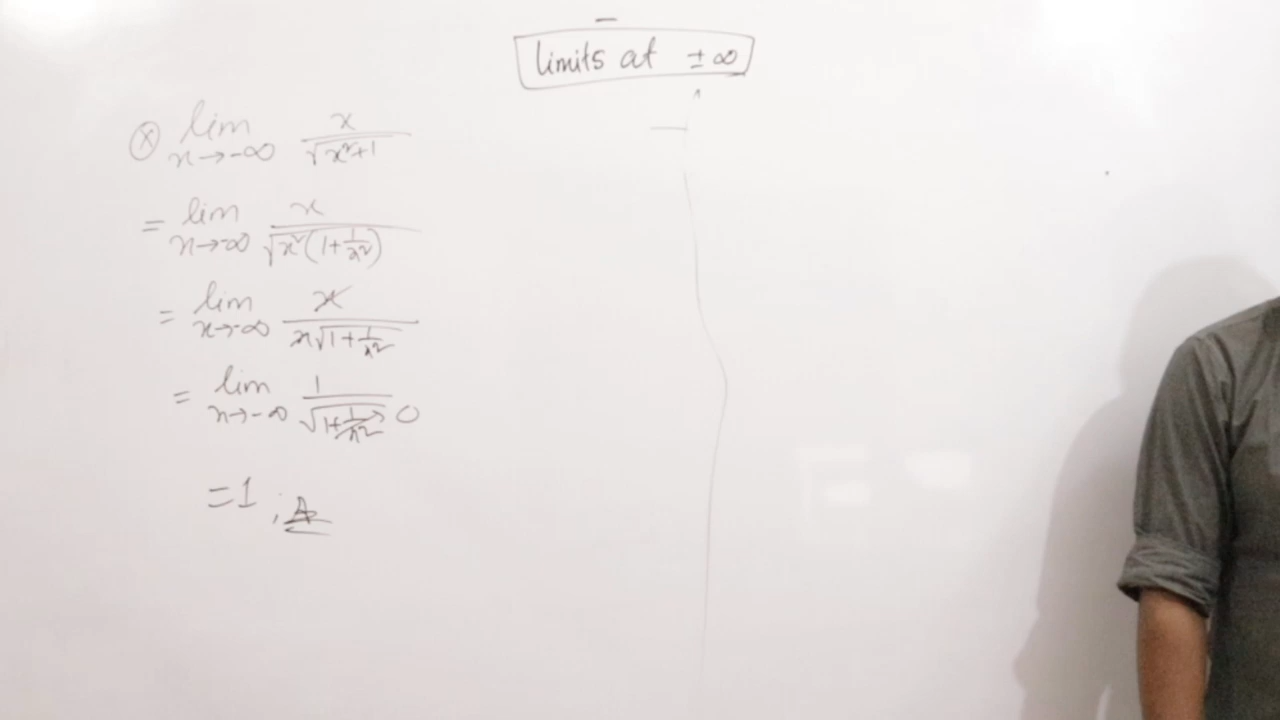 limits at ±∞
ⓧ lim x→-∞ x/√(x²+1)
= lim x→-∞ x/√(x²(1+1/x²))
= lim x→-∞ x/(x√(1+1/x²))
= lim x→-∞ 1/√(1+1/x²) → 0
=1 ;